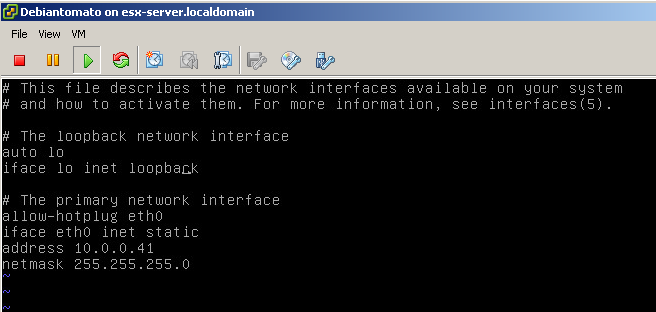 Debiantomato on esx-server.localdomain
File View VM
# This file describes the network interfaces available on your system
# and how to activate them. For more information, see interfaces(5).
# The loopback network interface
auto lo
iface lo inet loopback
# The primary network interface
allow-hotplug eth0
iface eth0 inet static
address 10.0.0.41
netmask 255.255.255.0
~
~
~